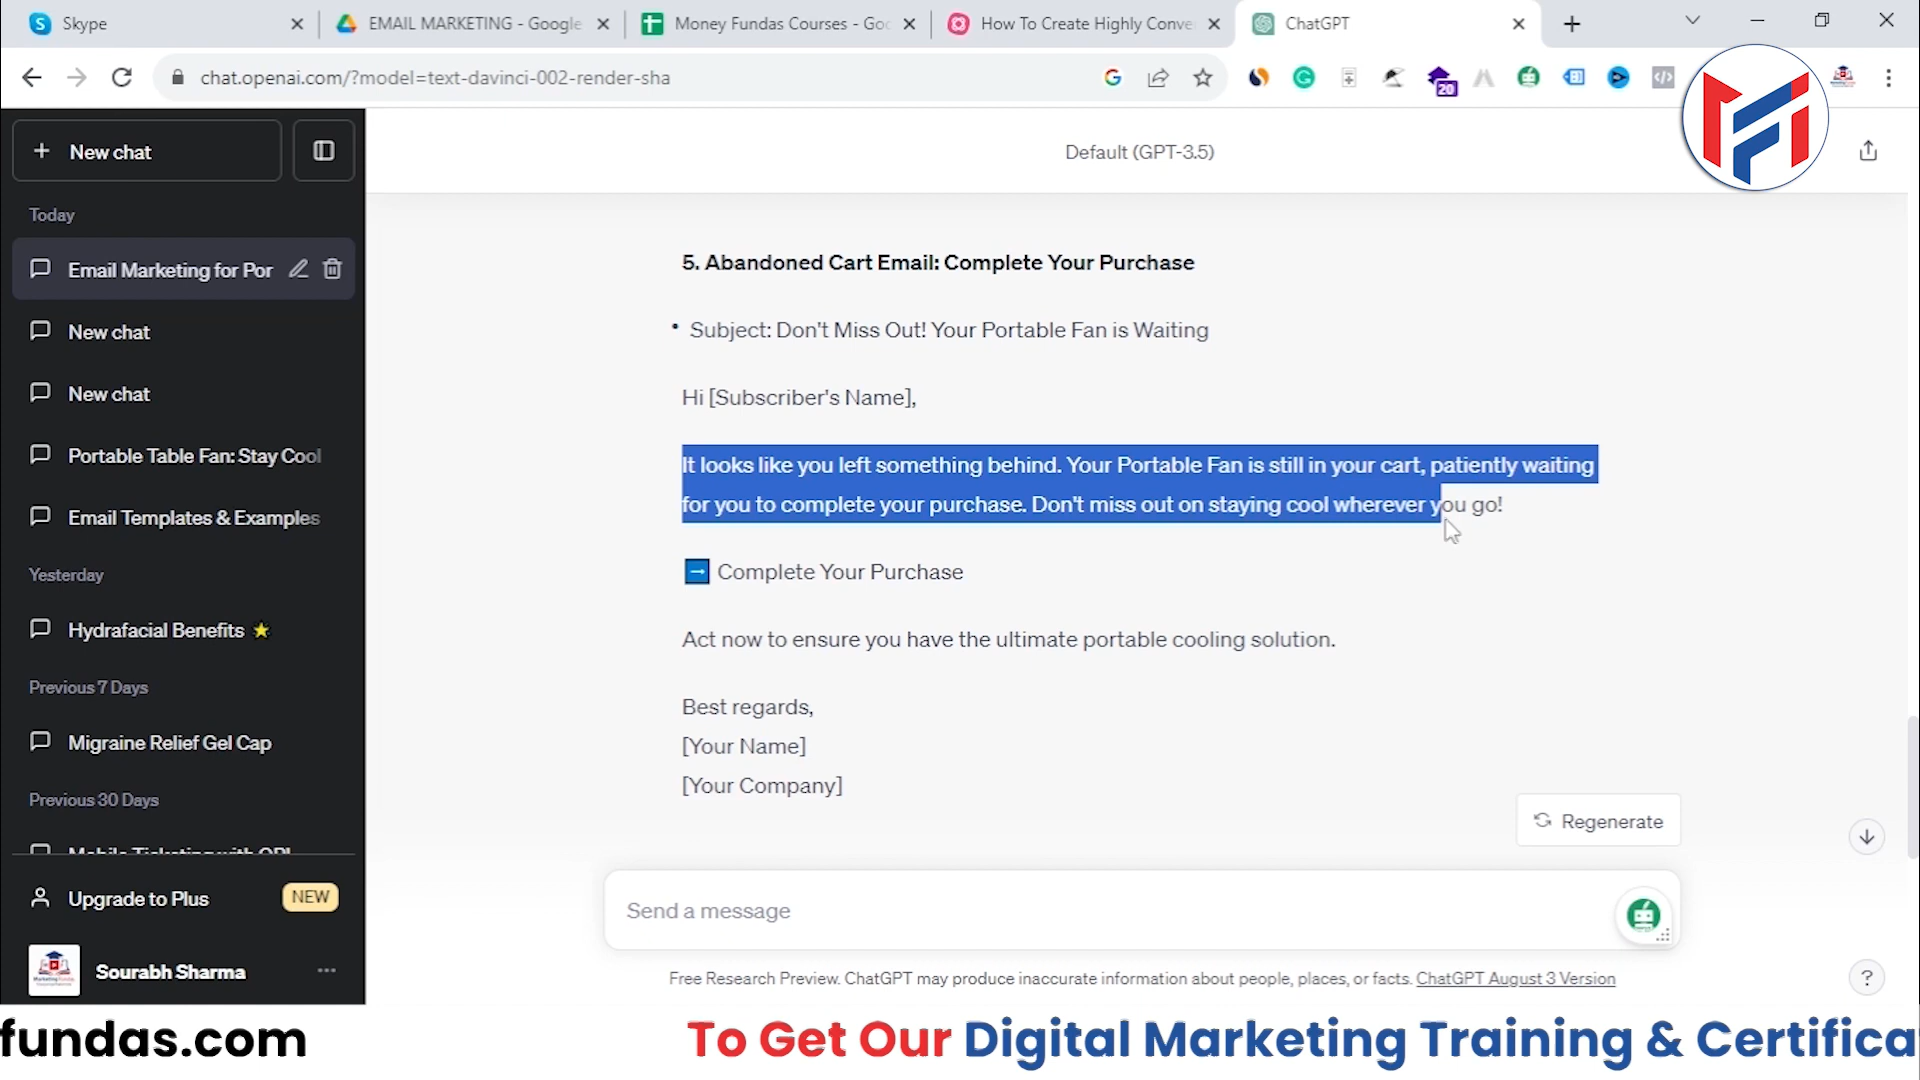 Skype
EMAIL MARKETING - Google
Money Fundas Courses - Goo
How To Create Highly Conve
ChatGPT
chat.openai.com/?model=text-davinci-002-render-sha
20
New chat
Default (GPT-3.5)
Today
Email Marketing for Por
New chat
New chat
Portable Table Fan: Stay Cool
Email Templates & Examples
Yesterday
Hydrafacial Benefits
Previous 7 Days
Migraine Relief Gel Cap
Previous 30 Days
Upgrade to Plus
NEW
Sourabh Sharma
5. Abandoned Cart Email: Complete Your Purchase
• Subject: Don't Miss Out! Your Portable Fan is Waiting
Hi [Subscriber's Name],
It looks like you left something behind. Your Portable Fan is still in your cart, patiently waiting
for you to complete your purchase. Don't miss out on staying cool wherever you go!
Complete Your Purchase
Act now to ensure you have the ultimate portable cooling solution.
Best regards,
[Your Name]
[Your Company]
Regenerate
Send a message
Free Research Preview. ChatGPT may produce inaccurate information about people, places, or facts. ChatGPT August 3 Version
?
fundas.com
To Get Our Digital Marketing Training & Certifica